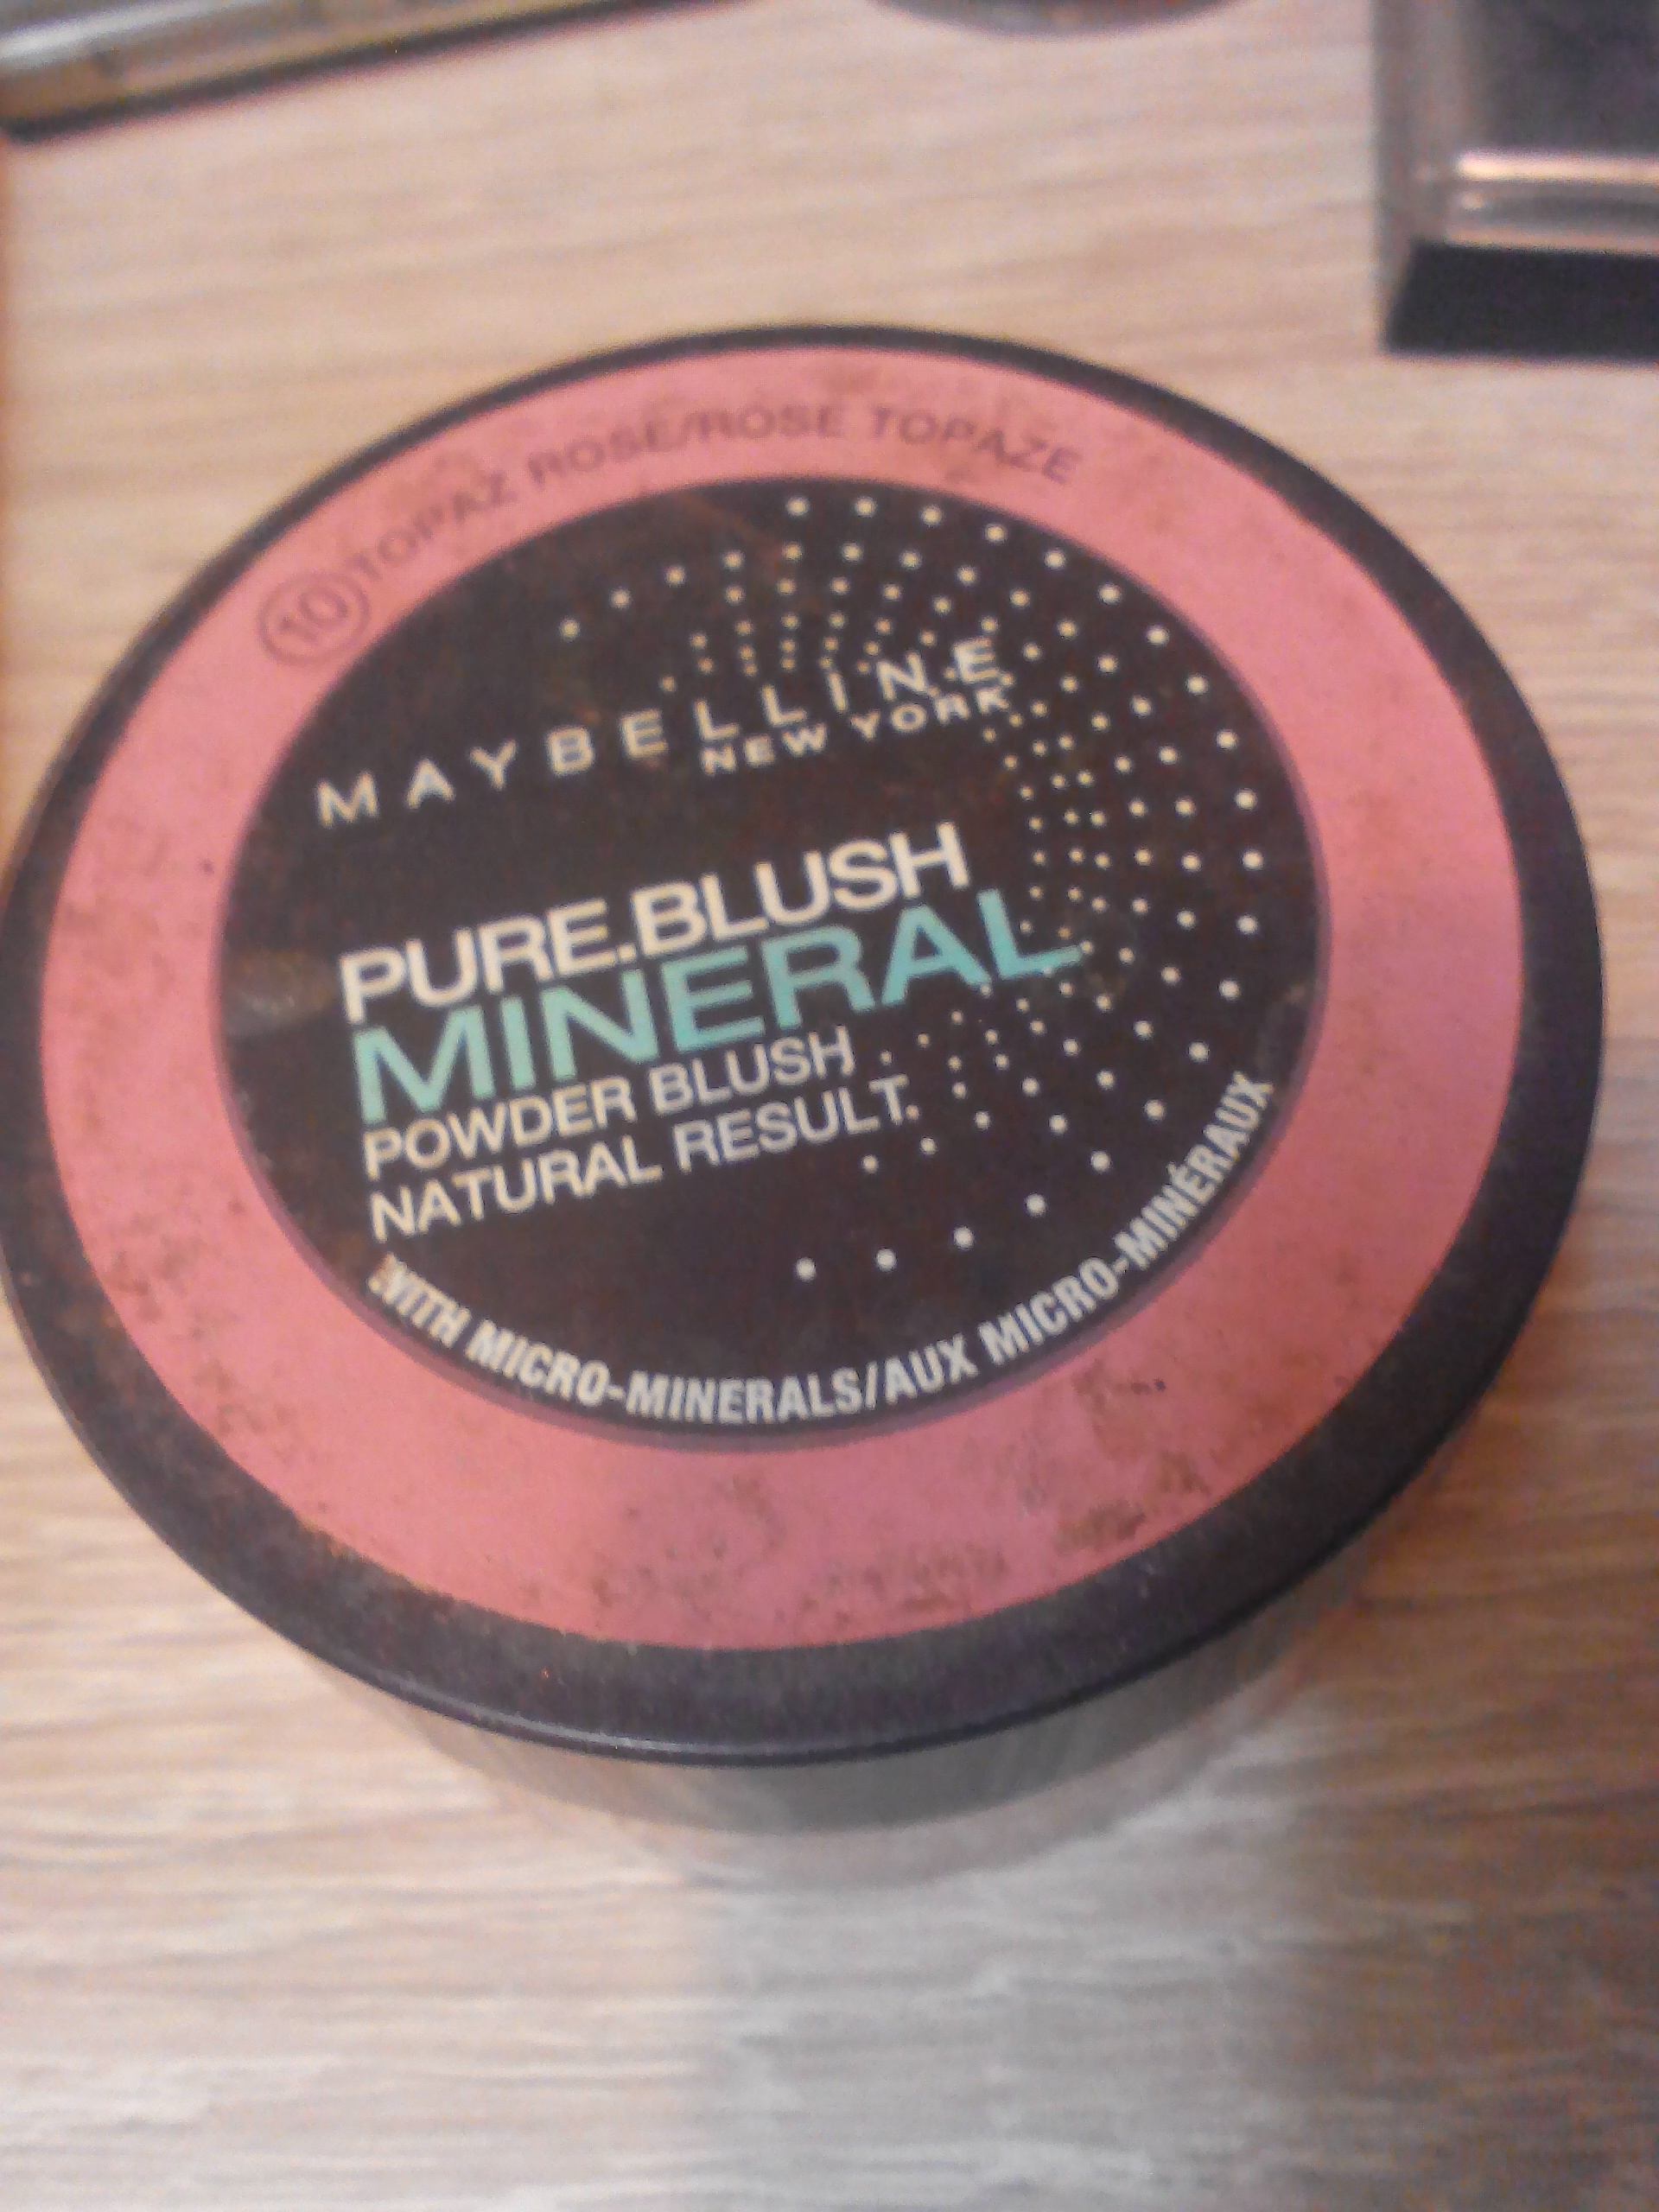 10 TOPAZ ROSE/ROSE TOPAZE
MAYBELLINE
NEW YORK
PURE.BLUSH
MINERAL
POWDER BLUSH
NATURAL RESULT
WITH MICRO-MINERALS/AUX MICRO-MINÉRAUX